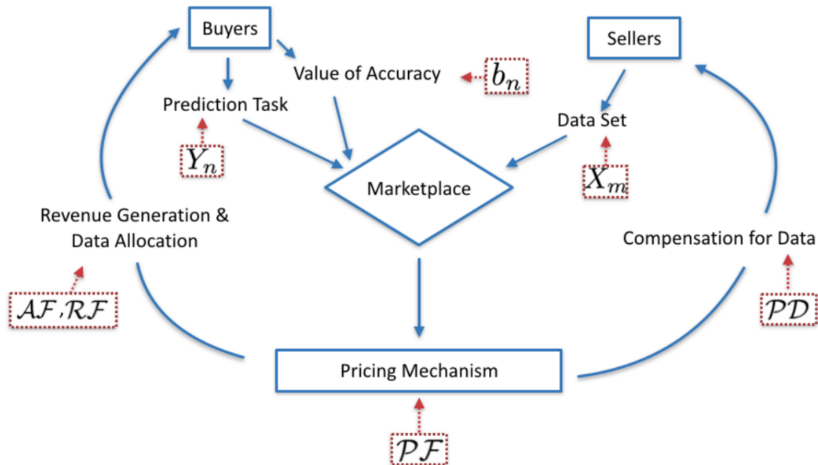 Buyers
Sellers
Value of Accuracy
b_n
Prediction Task
Data Set
Y_n
X_m
Marketplace
Revenue Generation &
Data Allocation
Compensation for Data
𝒜ℱ,ℛℱ
𝒫𝒟
Pricing Mechanism
𝒫ℱ